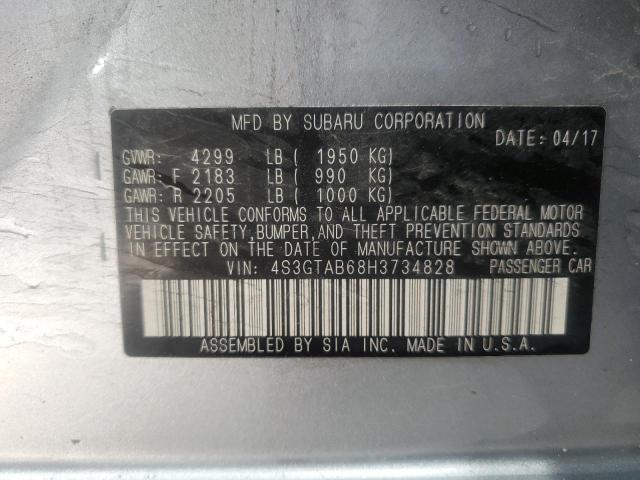 MFD BY SUBARU CORPORATION
DATE: 04/17
GVWR: 4299 LB ( 1950 KG)
GAWR: F 2183 LB ( 990 KG)
GAWR: R 2205 LB ( 1000 KG)
THIS VEHICLE CONFORMS TO ALL APPLICABLE FEDERAL MOTOR
VEHICLE SAFETY,BUMPER,AND THEFT PREVENTION STANDARDS
IN EFFECT ON THE DATE OF MANUFACTURE SHOWN ABOVE.
VIN: 4S3GTAB68H3734828 PASSENGER CAR
ASSEMBLED BY SIA INC. MADE IN U.S.A.